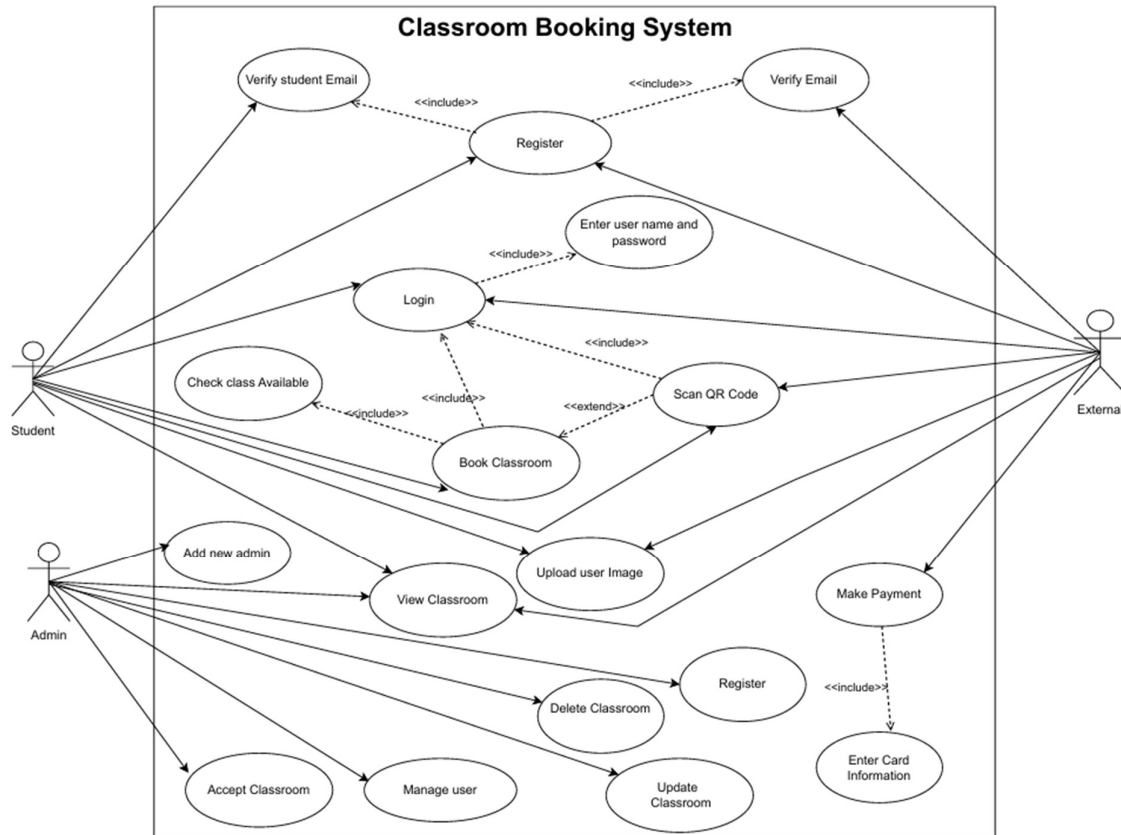 Classroom Booking System
Verify student Email
<<include>>
<<include>>
Verify Email
Register
Enter user name and
password
<<include>>
Login
<<include>>
Check class Available
<<include>>
<<include>>
<<extend>>
Scan QR Code
Student
External
Book Classroom
Add new admin
Upload user Image
View Classroom
Make Payment
Admin
Register
<<include>>
Delete Classroom
Accept Classroom
Manage user
Update
Classroom
Enter Card
Information